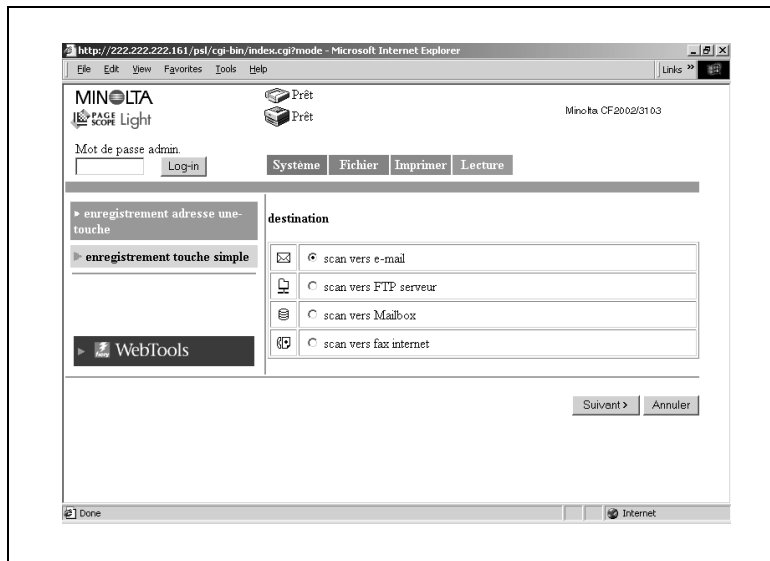 http://222.222.222.161/psl/cgi-bin/index.cgi?mode - Microsoft Internet Explorer
File Edit View Favorites Tools Help Links »
MINOLTA
PAGE SCOPE Light
Prêt
Prêt
Minolta CF2002/3103
Mot de passe admin.
Log-in
Système Fichier Imprimer Lecture
enregistrement adresse une-touche
enregistrement touche simple
WebTools
destination
scan vers e-mail
scan vers FTP serveur
scan vers Mailbox
scan vers fax internet
Suivant > Annuler
Done Internet